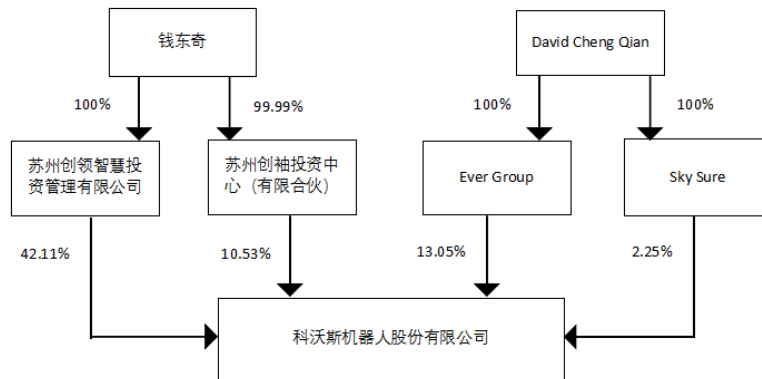 钱东奇
David Cheng Qian
100%
99.99%
100%
100%
苏州创领智慧投
资管理有限公司
苏州创袖投资中
心（有限合伙）
Ever Group
Sky Sure
42.11%
10.53%
13.05%
2.25%
科沃斯机器人股份有限公司